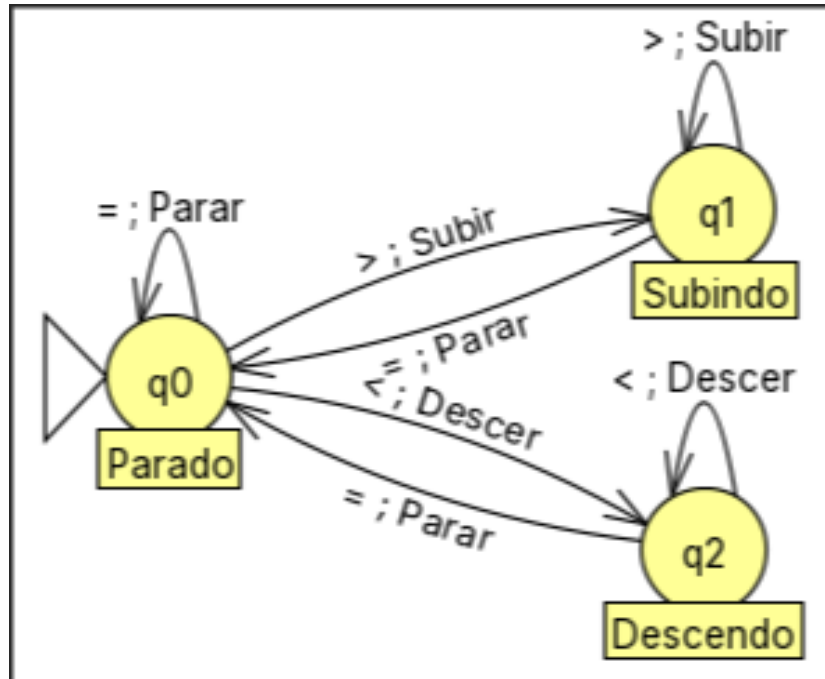 > ; Subir
= ; Parar
q1
> ; Subir
Subindo
= ; Parar
q0
< ; Descer
< ; Descer
Parado
= ; Parar
q2
Descendo